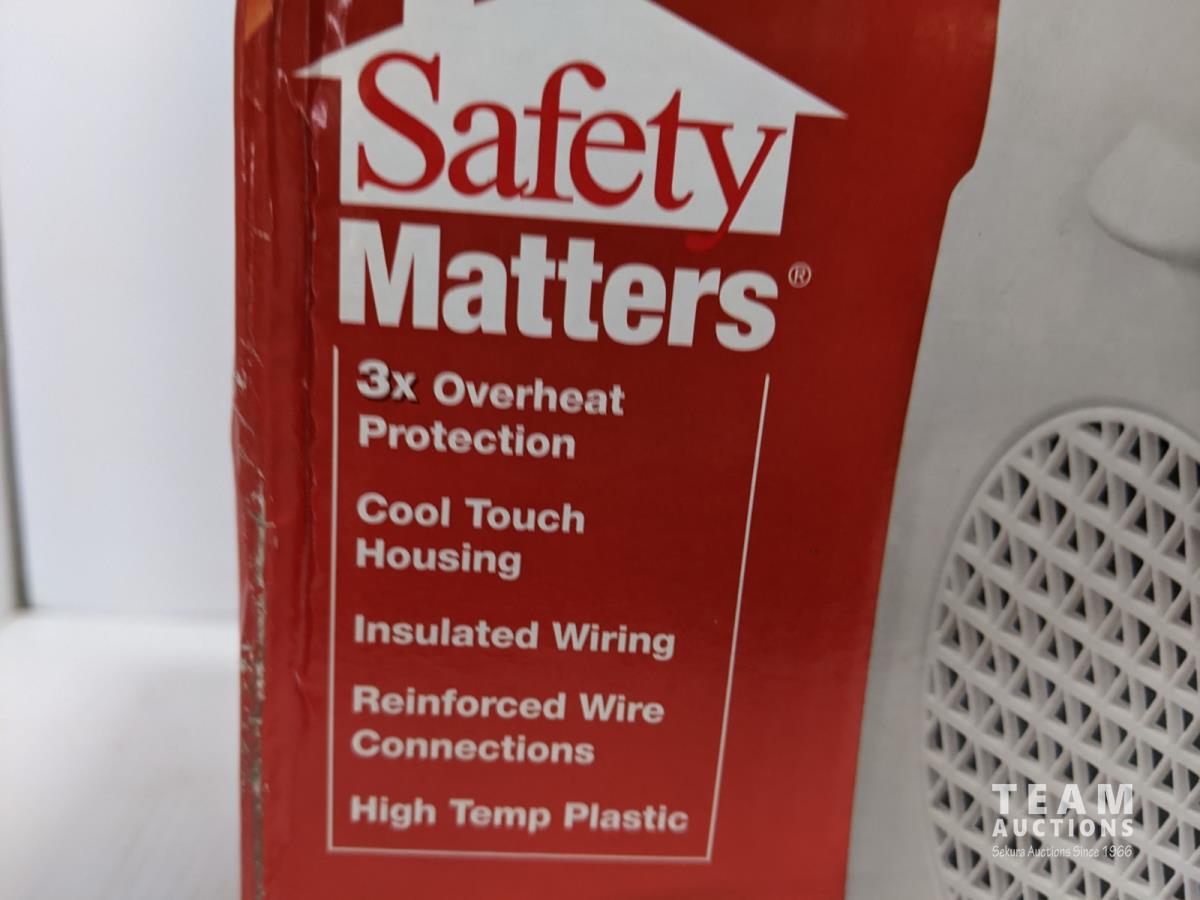 Safety
Matters®
3x Overheat
Protection
Cool Touch
Housing
Insulated Wiring
Reinforced Wire
Connections
High Temp Plastic
TEAM
AUCTIONS
Sekura Auctions Since 1966